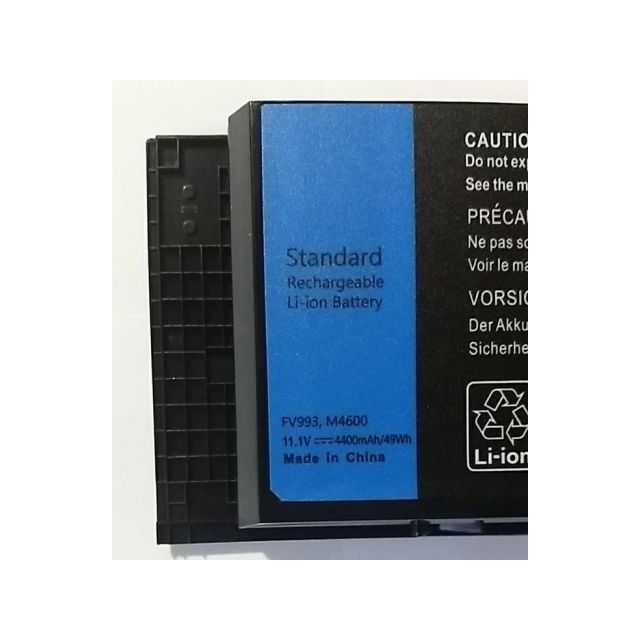 Standard
Rechargeable
Li-ion Battery
FV993, M4600
11.1V⎓4400mAh/49Wh
Made in China
CAUTIO
Do not exp
See the m
PRÉCAU
Ne pas so
Voir le ma
VORSIC
Der Akku
Sicherhe
Li-ion